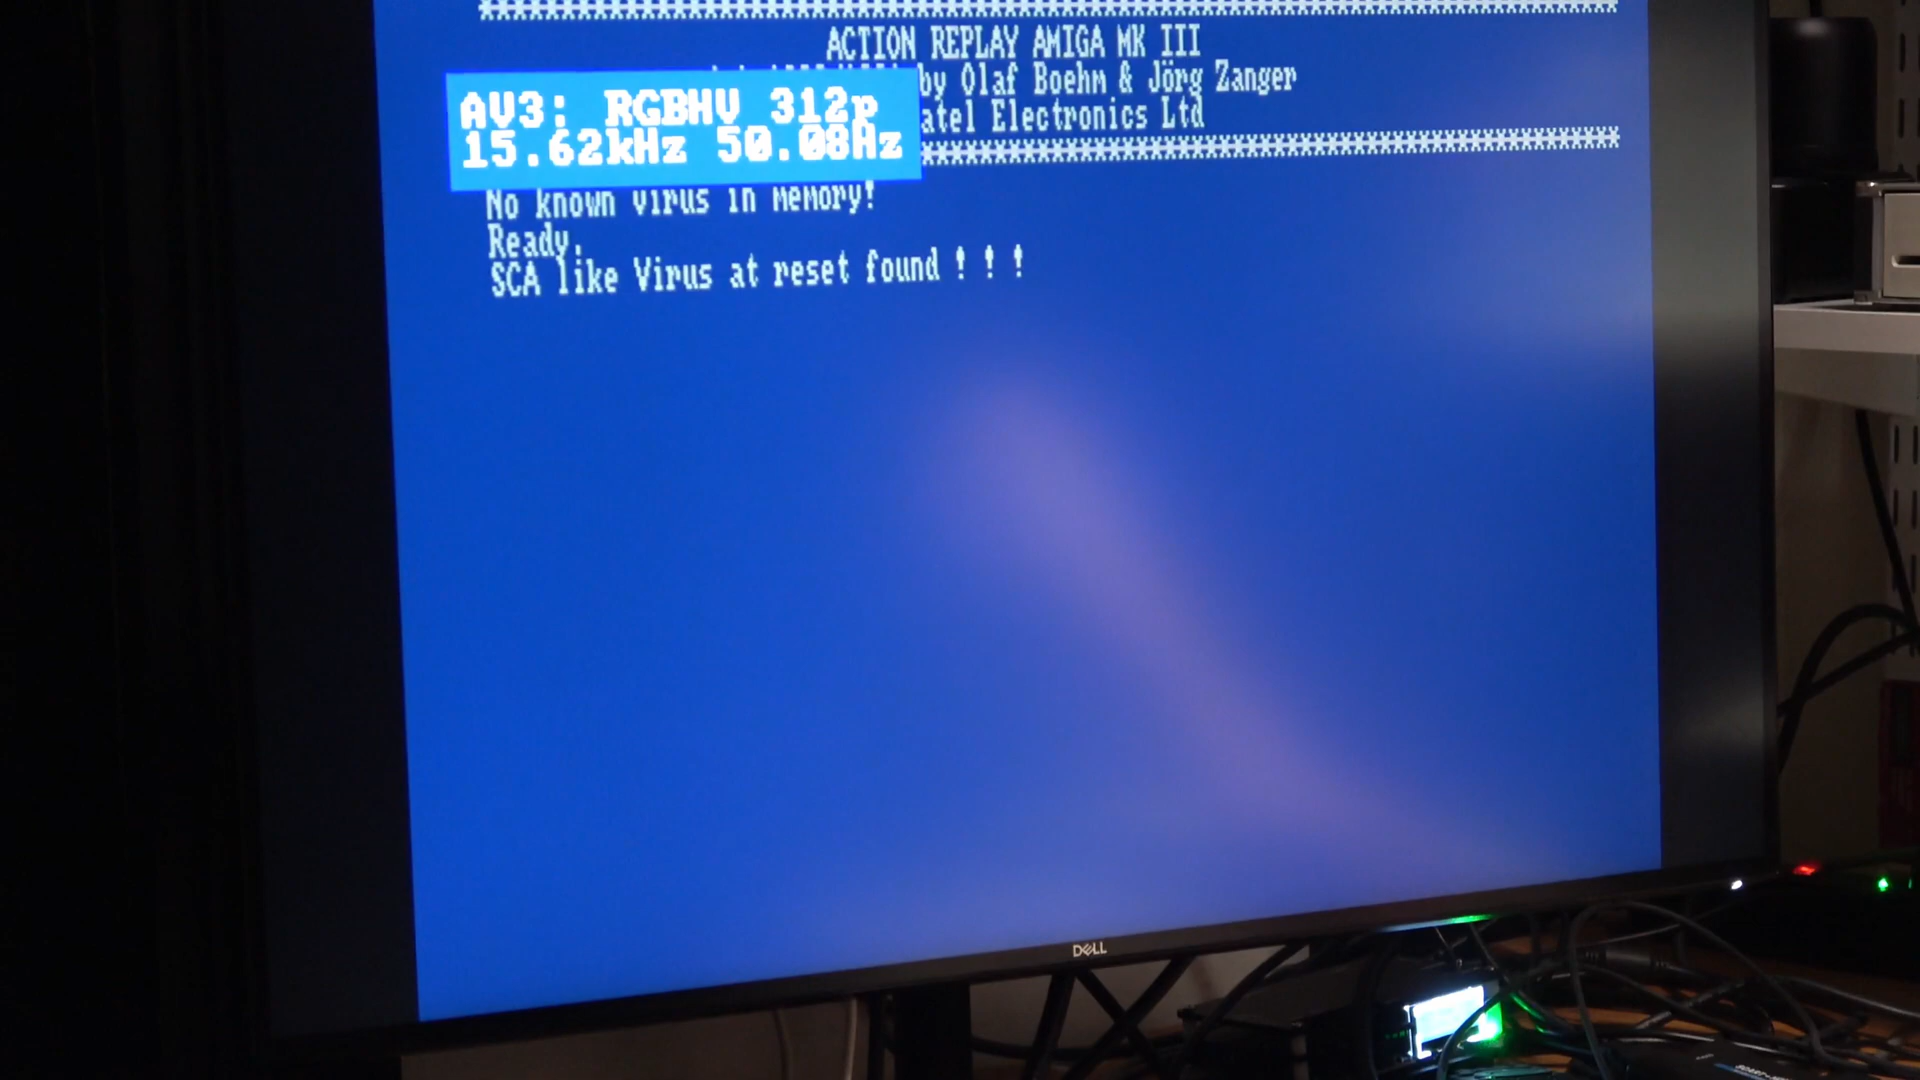 ************************************************************
ACTION REPLAY AMIGA MK III
by Olaf Boehm & Jörg Zanger
atel Electronics Ltd
AV3: RGBHV 312p
15.62kHz 50.08Hz
*************************************
No known virus in memory!
Ready.
SCA like Virus at reset found ! ! !
DELL